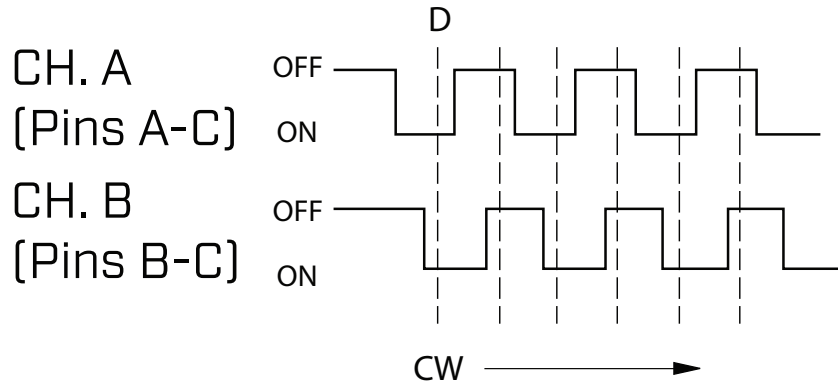 D
CH. A
(Pins A-C)
OFF
ON
CH. B
(Pins B-C)
OFF
ON
CW